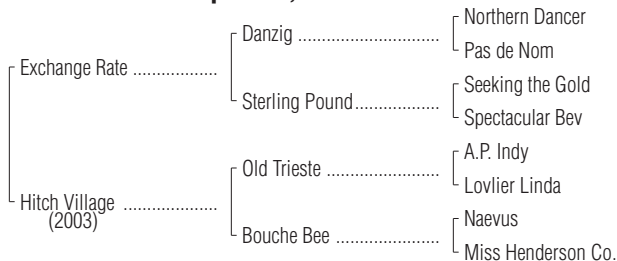 Northern Dancer
Danzig ..........................
Pas de Nom
Exchange Rate ................
Seeking the Gold
Sterling Pound................
Spectacular Bev
A.P. Indy
Old Trieste .....................
Lovlier Linda
Hitch Village ..................
(2003)
Naevus
Bouche Bee ...................
Miss Henderson Co.